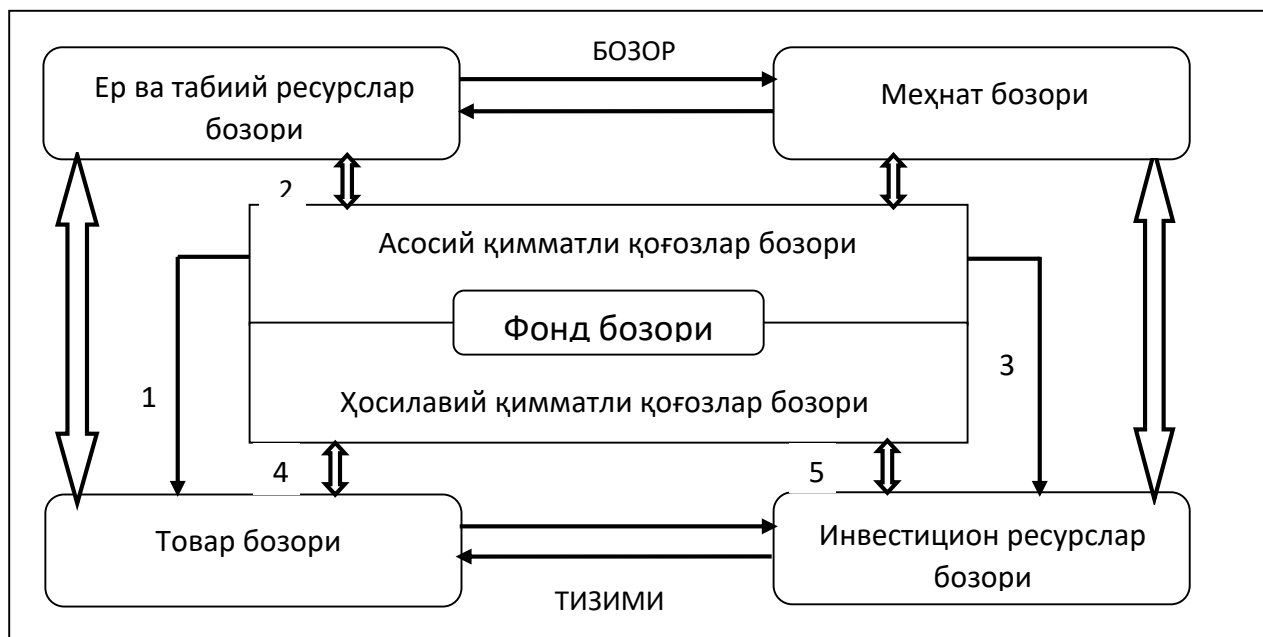 БОЗОР
Ер ва табиий ресурслар
бозори
Меҳнат бозори
2
Асосий қимматли қоғозлар бозори
Фонд бозори
1
3
Ҳосилавий қимматли қоғозлар бозори
4
5
Товар бозори
Инвестицион ресурслар
бозори
ТИЗИМИ